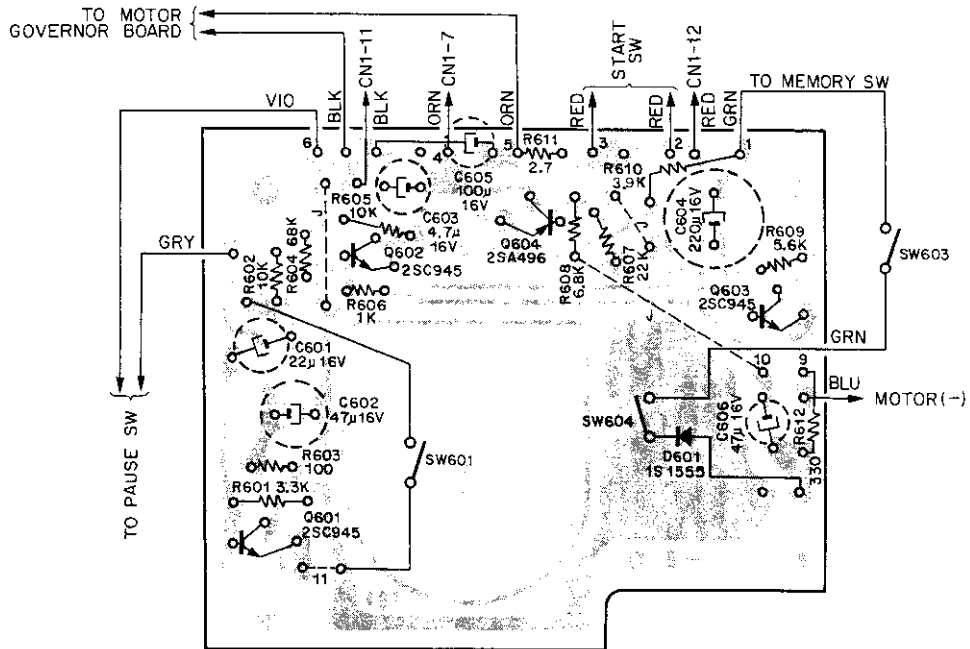 TO MOTOR
GOVERNOR BOARD
VIO
BLK
CN1-11
BLK
ORN
CN1-7
ORN
RED
START
SW
RED
CN1-12
RED
GRN
TO MEMORY SW
6
4
5
3
2
1
R611
2.7
C605
100µ
16V
R610
3.9K
C604
220µ16V
R605
10K
C603
4.7µ
16V
J
GRY
R602
10K
R604
68K
Q602
2SC945
Q604
2SA496
R608
6.8K
R607
22K
R609
5.6K
SW603
Q603
2SC945
R606
1K
J
GRN
C601
22µ16V
10
9
BLU
MOTOR(-)
C602
47µ16V
SW604
C606
47µ 16V
R612
330
TO PAUSE SW
SW601
D601
1S1555
R603
100
R601 3.3K
Q601
2SC945
11